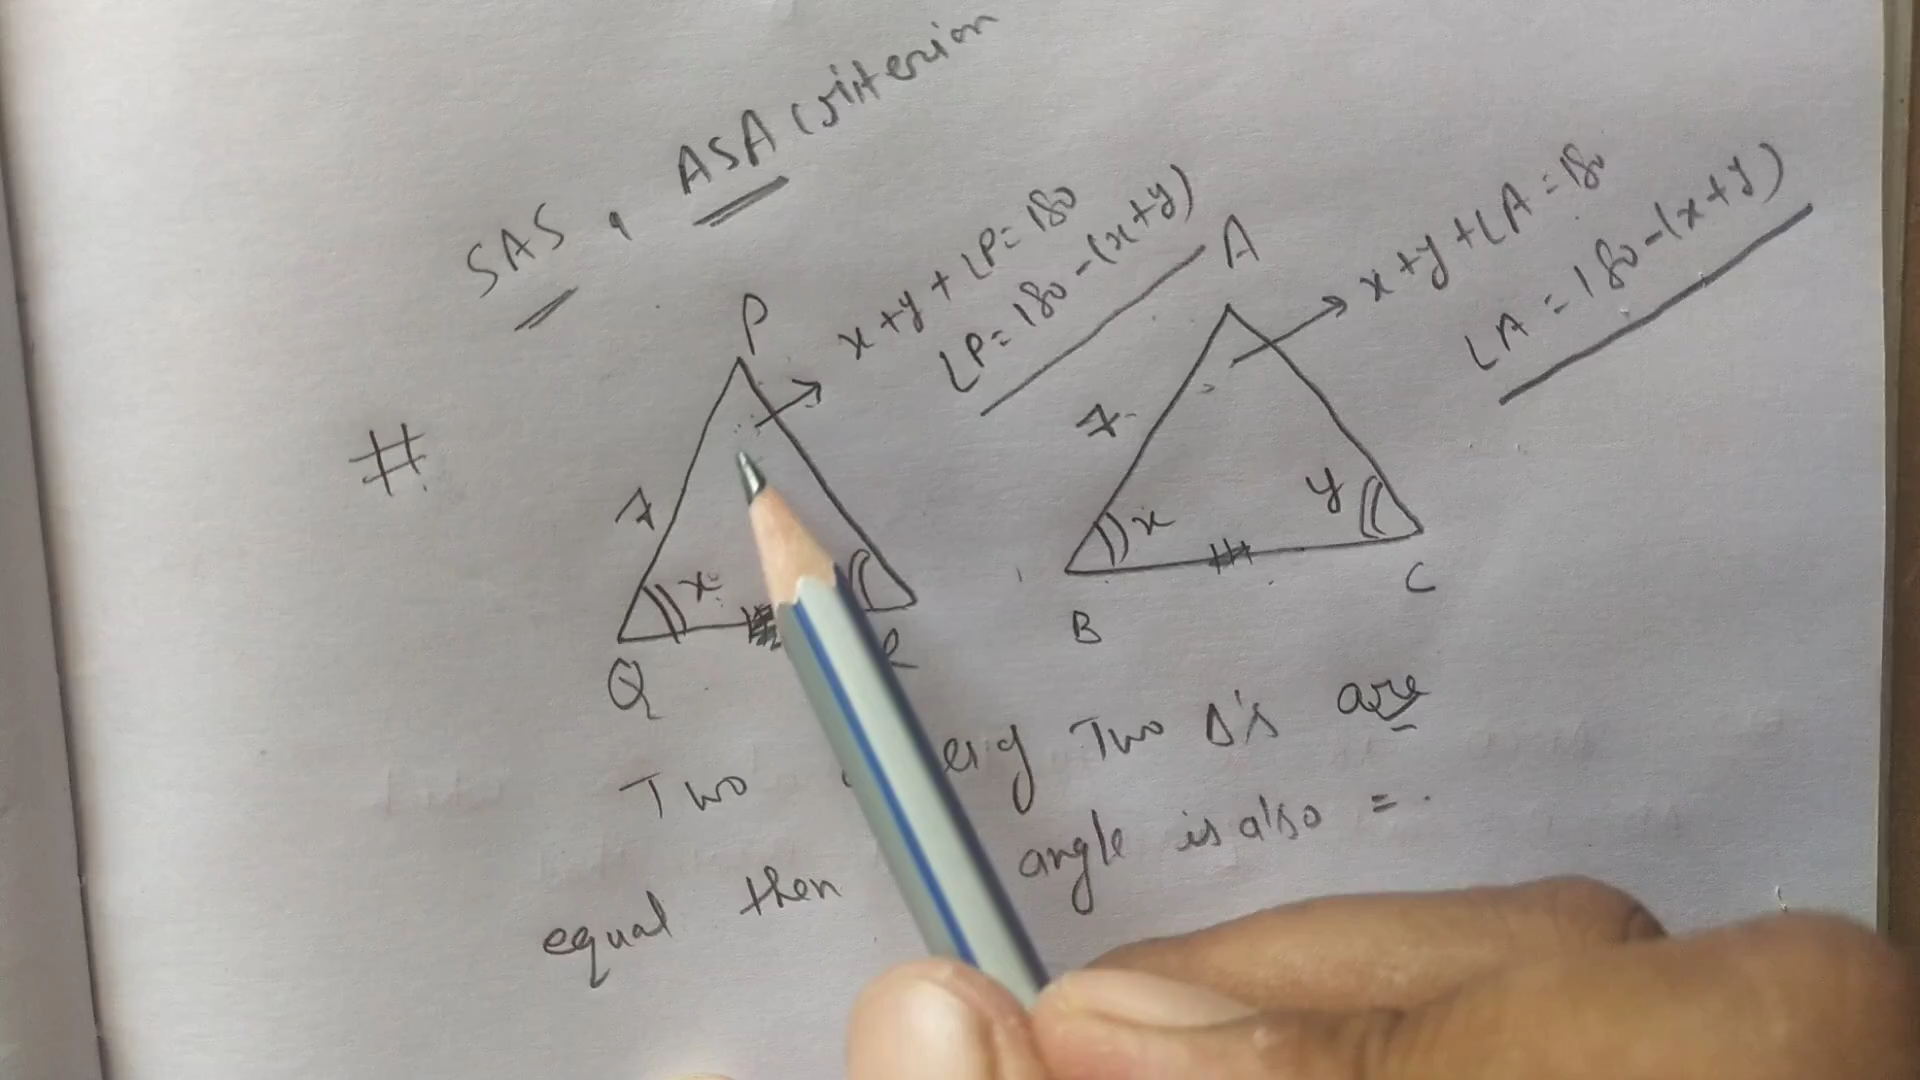 SAS, ASA Criterion
x+y+∠P=180
∠P=180-(x+y)
x+y+∠A=180
∠A=180-(x+y)
P
A
#
7
7
x
x
y
Q
R
B
C
Two Two Δ's are
equal then angle is also =.